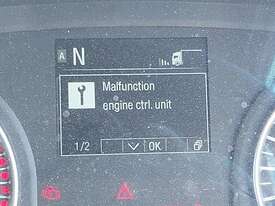 A N
Malfunction
engine ctrl. unit
1/2 OK